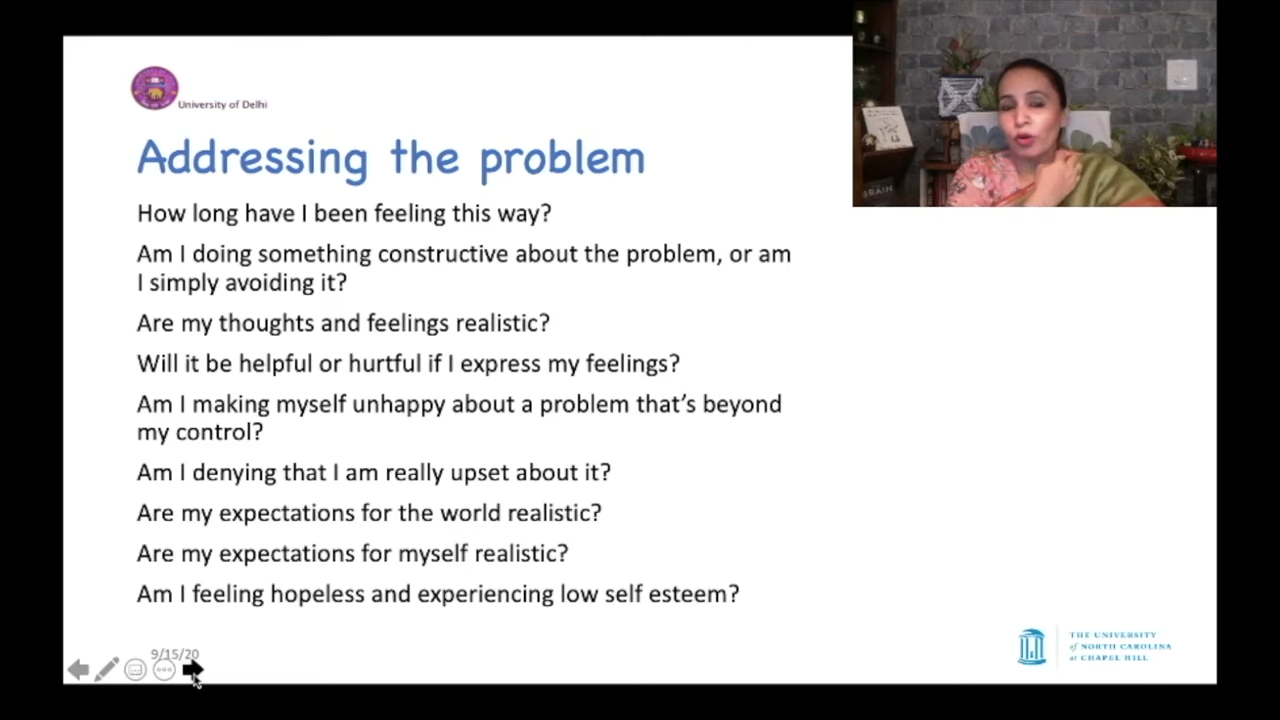 University of Delhi
Addressing the problem
How long have I been feeling this way?
Am I doing something constructive about the problem, or am
I simply avoiding it?
Are my thoughts and feelings realistic?
Will it be helpful or hurtful if I express my feelings?
Am I making myself unhappy about a problem that's beyond
my control?
Am I denying that I am really upset about it?
Are my expectations for the world realistic?
Are my expectations for myself realistic?
Am I feeling hopeless and experiencing low self esteem?
9/15/20
THE UNIVERSITY
of NORTH CAROLINA
at CHAPEL HILL
BRAIN